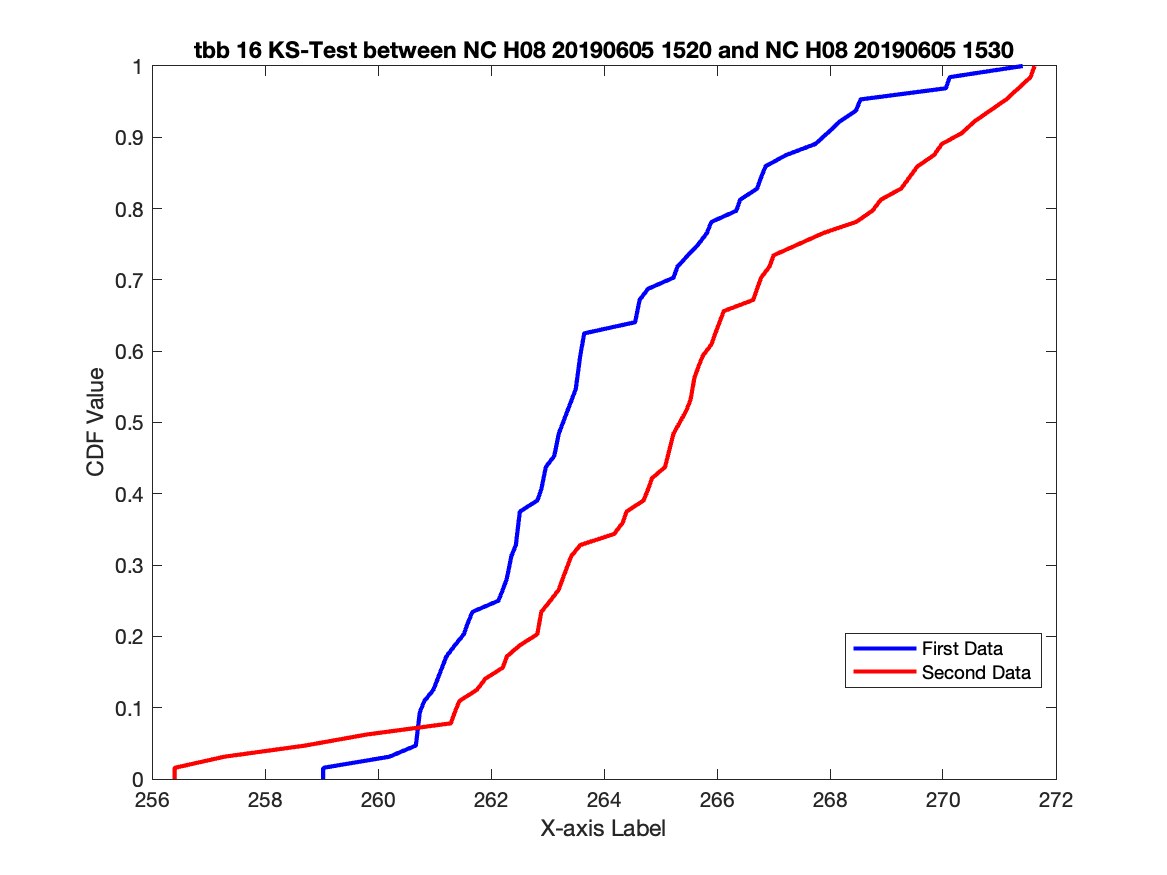 tbb 16 KS-Test between NC H08 20190605 1520 and NC H08 20190605 1530
1
0.9
0.8
0.7
0.6
0.5
0.4
0.3
0.2
0.1
0
CDF Value
First Data
Second Data
256 258 260 262 264 266 268 270 272
X-axis Label